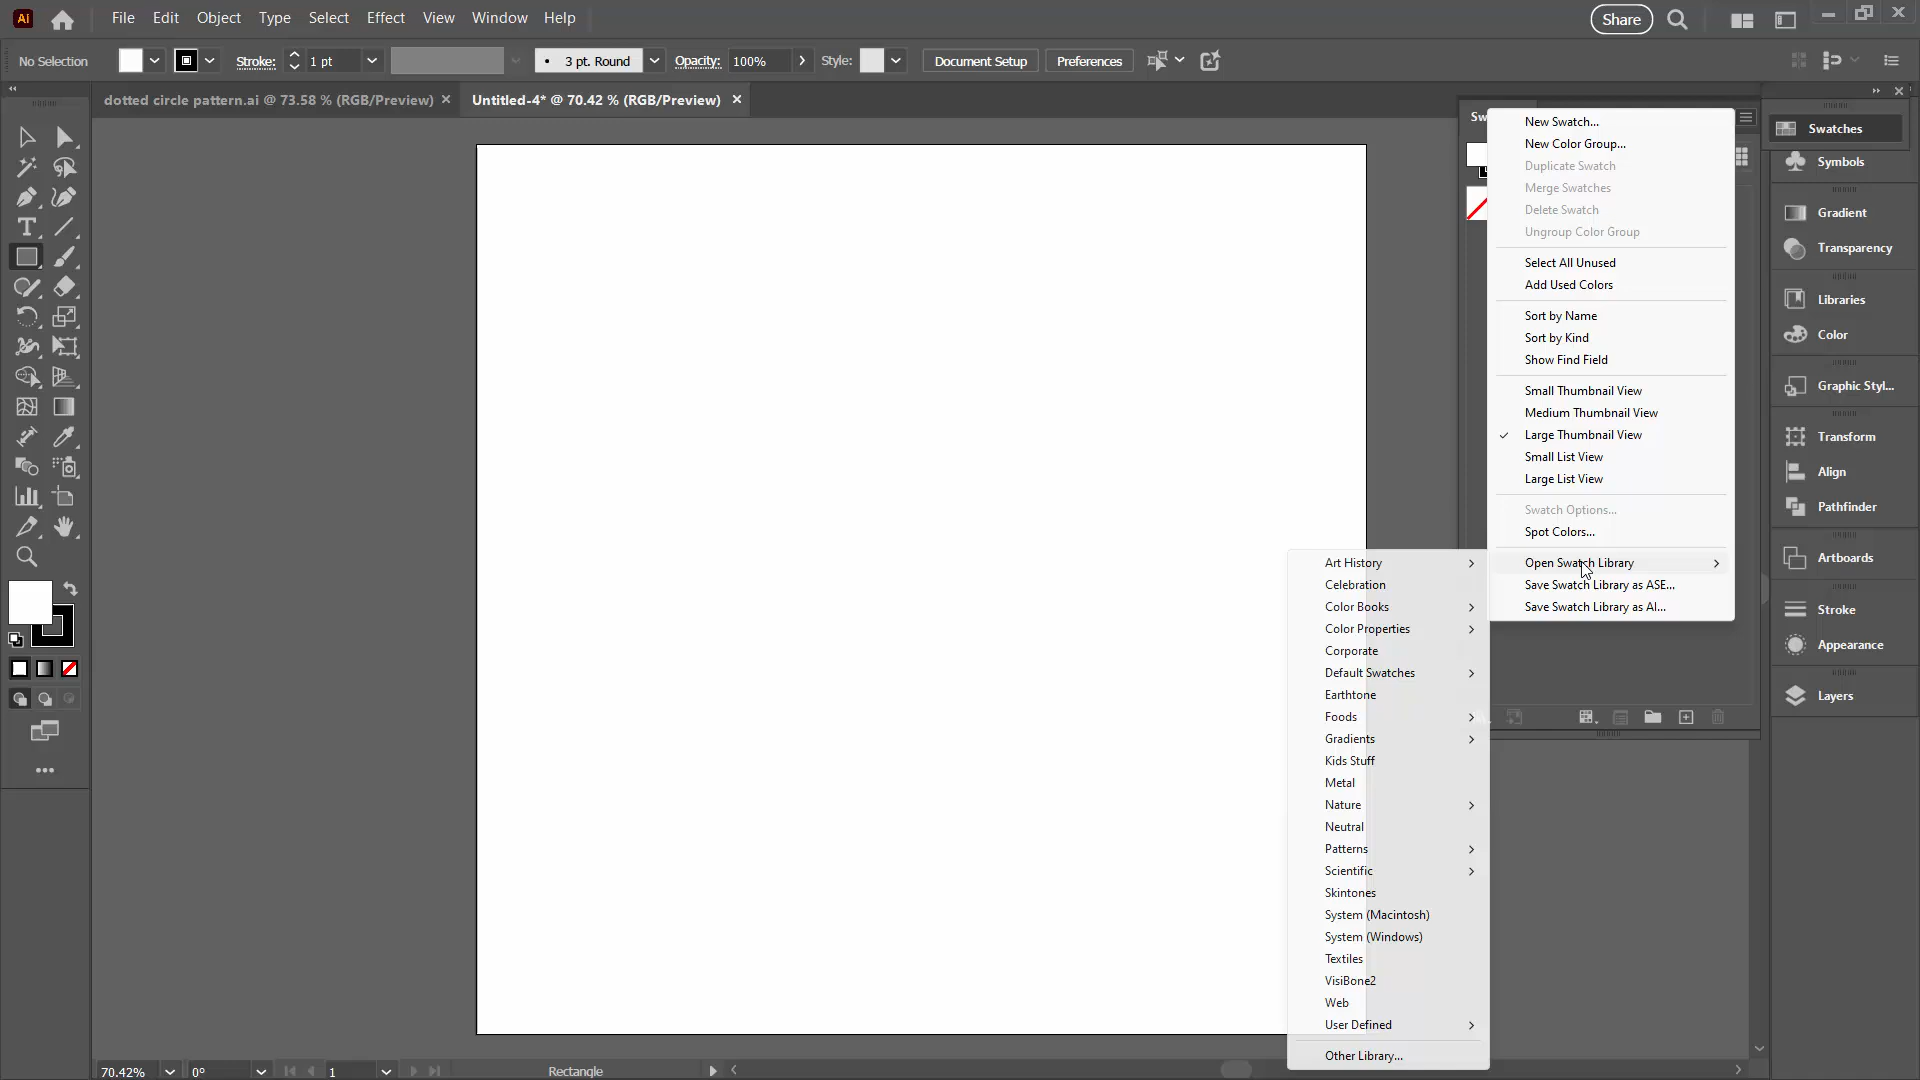 Ai File Edit Object Type Select Effect View Window Help Share
No Selection Stroke: 1 pt 3 pt. Round Opacity: 100% Style: Document Setup Preferences
dotted circle pattern.ai @ 73.58 % (RGB/Preview) Untitled-4* @ 70.42 % (RGB/Preview)
New Swatch...
New Color Group...
Duplicate Swatch
Merge Swatches
Delete Swatch
Ungroup Color Group
Select All Unused
Add Used Colors
Sort by Name
Sort by Kind
Show Find Field
Small Thumbnail View
Medium Thumbnail View
Large Thumbnail View
Small List View
Large List View
Swatch Options...
Spot Colors...
Open Swatch Library
Save Swatch Library as ASE...
Save Swatch Library as AI...
Art History
Celebration
Color Books
Color Properties
Corporate
Default Swatches
Earthtone
Foods
Gradients
Kids Stuff
Metal
Nature
Neutral
Patterns
Scientific
Skintones
System (Macintosh)
System (Windows)
Textiles
VisiBone2
Web
User Defined
Other Library...
Swatches
Symbols
Gradient
Transparency
Libraries
Color
Graphic Styl...
Transform
Align
Pathfinder
Artboards
Stroke
Appearance
Layers
70.42% 0° 1 Rectangle